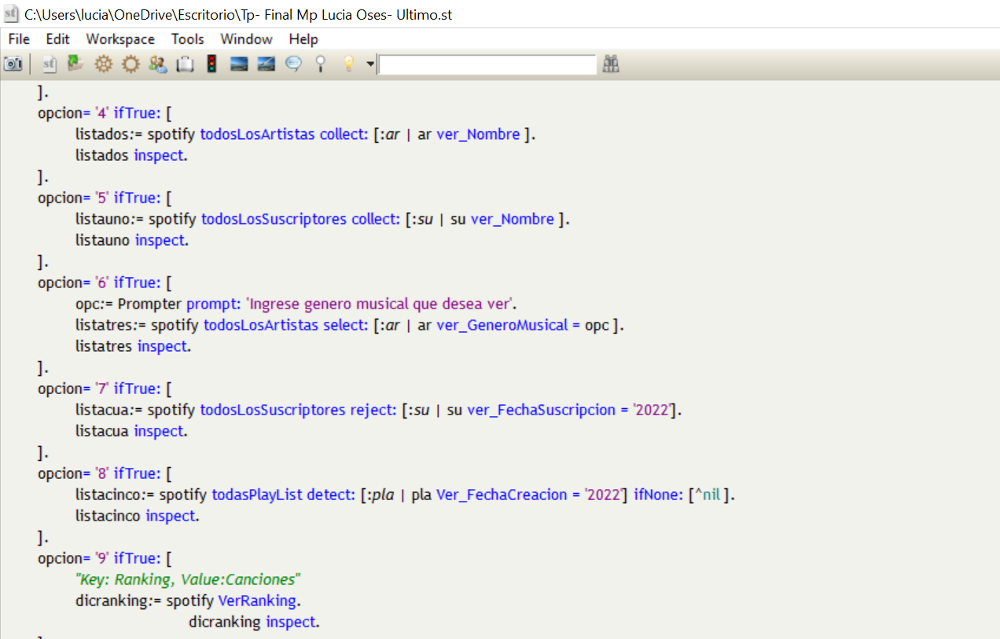 C:\Users\lucia\OneDrive\Escritorio\Tp- Final Mp Lucia Oses- Ultimo.st
File Edit Workspace Tools Window Help
].
opcion= '4' ifTrue: [
listados:= spotify todosLosArtistas collect: [:ar | ar ver_Nombre ].
listados inspect.
].
opcion= '5' ifTrue: [
listauno:= spotify todosLosSuscriptores collect: [:su | su ver_Nombre ].
listauno inspect.
].
opcion= '6' ifTrue: [
opc:= Prompter prompt: 'Ingrese genero musical que desea ver'.
listatres:= spotify todosLosArtistas select: [:ar | ar ver_GeneroMusical = opc ].
listatres inspect.
].
opcion= '7' ifTrue: [
listacua:= spotify todosLosSuscriptores reject: [:su | su ver_FechaSuscripcion = '2022'].
listacua inspect.
].
opcion= '8' ifTrue: [
listacinco:= spotify todasPlayList detect: [:pla | pla Ver_FechaCreacion = '2022'] ifNone: [^nil ].
listacinco inspect.
].
opcion= '9' ifTrue: [
"Key: Ranking, Value:Canciones"
dicranking:= spotify VerRanking.
dicranking inspect.